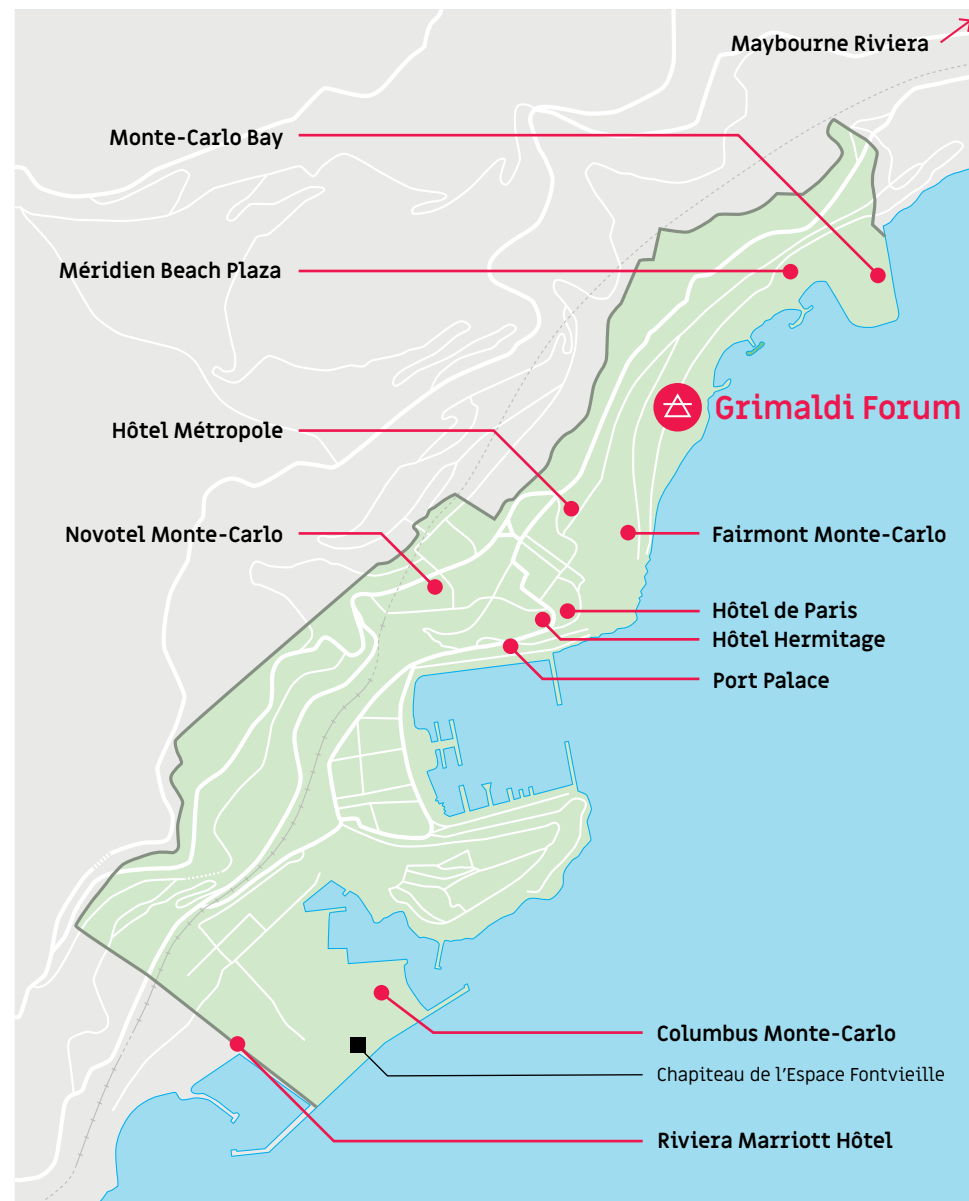 Maybourne Riviera
Monte-Carlo Bay
Méridien Beach Plaza
Grimaldi Forum
Hôtel Métropole
Novotel Monte-Carlo
Fairmont Monte-Carlo
Hôtel de Paris
Hôtel Hermitage
Port Palace
Columbus Monte-Carlo
Chapiteau de l'Espace Fontvieille
Riviera Marriott Hôtel